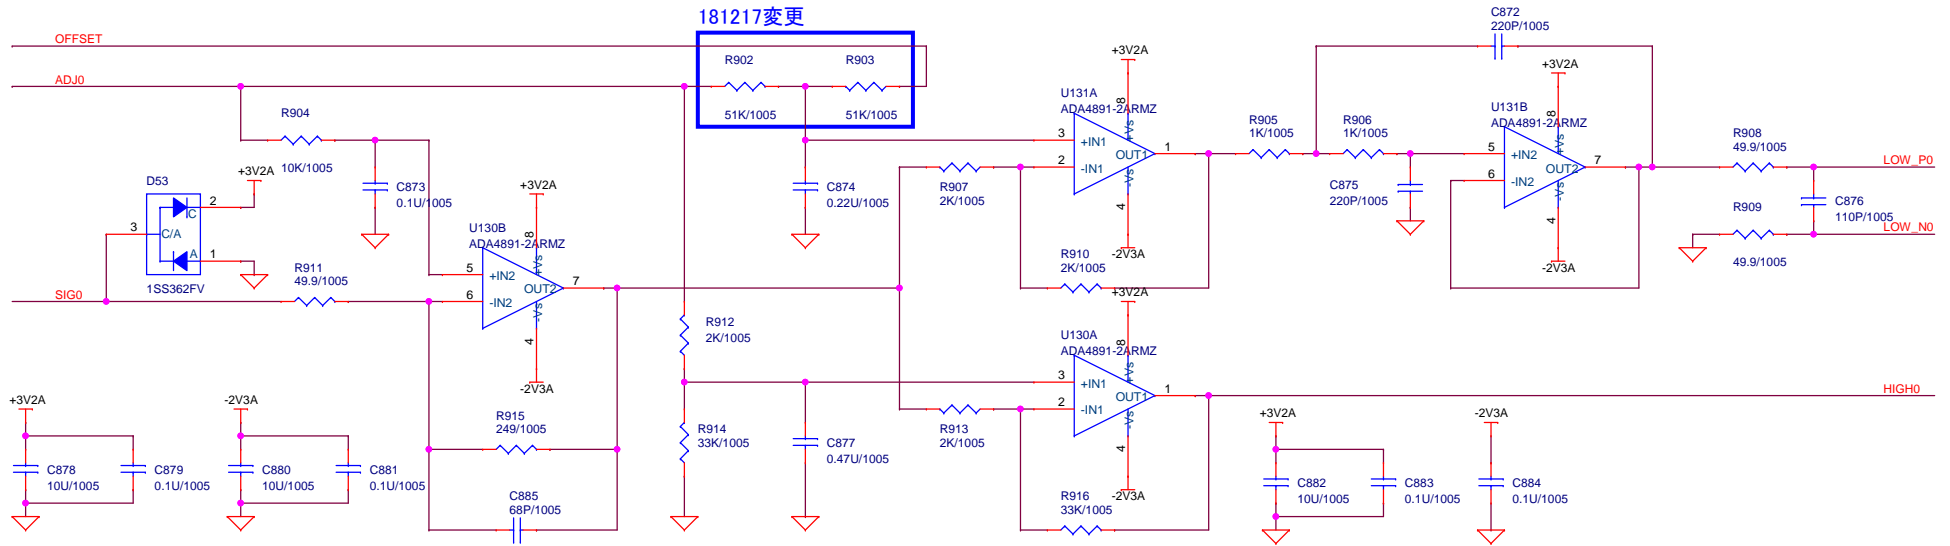 181217変更
OFFSET
ADJ0
R902
51K/1005
R903
51K/1005
C872
220P/1005
+3V2A
U131A
ADA4891-2ARMZ
8
+Vs
3
+IN1
2
-IN1
OUT1
1
-Vs
4
-2V3A
R904
10K/1005
C873
0.1U/1005
C874
0.22U/1005
R907
2K/1005
R910
2K/1005
R905
1K/1005
R906
1K/1005
C875
220P/1005
+3V2A
U131B
ADA4891-2ARMZ
8
+Vs
5
+IN2
6
-IN2
OUT2
7
-Vs
4
-2V3A
R908
49.9/1005
LOW_P0
C876
110P/1005
R909
49.9/1005
LOW_N0
D53
+3V2A
2
C
3
C/A
A
1
1SS362FV
SIG0
R911
49.9/1005
+3V2A
U130B
ADA4891-2ARMZ
8
+Vs
5
+IN2
6
-IN2
OUT2
7
-Vs
4
-2V3A
R912
2K/1005
R914
33K/1005
C877
0.47U/1005
R915
249/1005
C885
68P/1005
+3V2A
U130A
ADA4891-2ARMZ
8
+Vs
3
+IN1
2
-IN1
OUT1
1
-Vs
4
-2V3A
R913
2K/1005
R916
33K/1005
HIGH0
+3V2A
C878
10U/1005
C879
0.1U/1005
-2V3A
C880
10U/1005
C881
0.1U/1005
+3V2A
C882
10U/1005
C883
0.1U/1005
-2V3A
C884
0.1U/1005